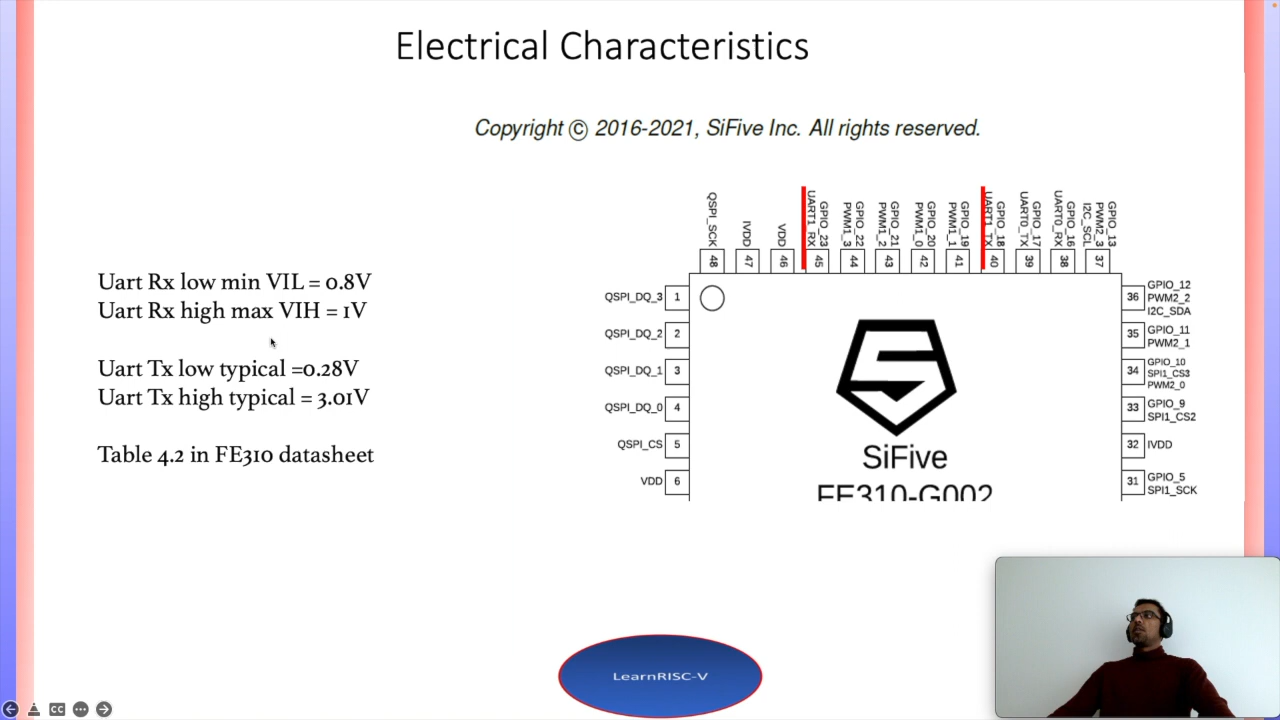 Electrical Characteristics
Copyright © 2016-2021, SiFive Inc. All rights reserved.
Uart Rx low min VIL = 0.8V
Uart Rx high max VIH = 1V
Uart Tx low typical =0.28V
Uart Tx high typical = 3.01V
Table 4.2 in FE310 datasheet
QSPI_SCK
IVDD
VDD
GPIO_23
UART1_RX
GPIO_22
PWM1_3
GPIO_21
PWM1_2
GPIO_20
PWM1_0
GPIO_19
PWM1_1
GPIO_18
UART1_TX
GPIO_17
UART0_TX
GPIO_16
UART0_RX
GPIO_13
PWM2_3
I2C_SCL
48
47
46
45
44
43
42
41
40
39
38
37
QSPI_DQ_3 1
QSPI_DQ_2 2
QSPI_DQ_1 3
QSPI_DQ_0 4
QSPI_CS 5
VDD 6
SiFive
FE310-G002
36
GPIO_12
PWM2_2
I2C_SDA
35
GPIO_11
PWM2_1
34
GPIO_10
SPI1_CS3
PWM2_0
33
GPIO_9
SPI1_CS2
32 IVDD
31
GPIO_5
SPI1_SCK
LearnRISC-V
CC